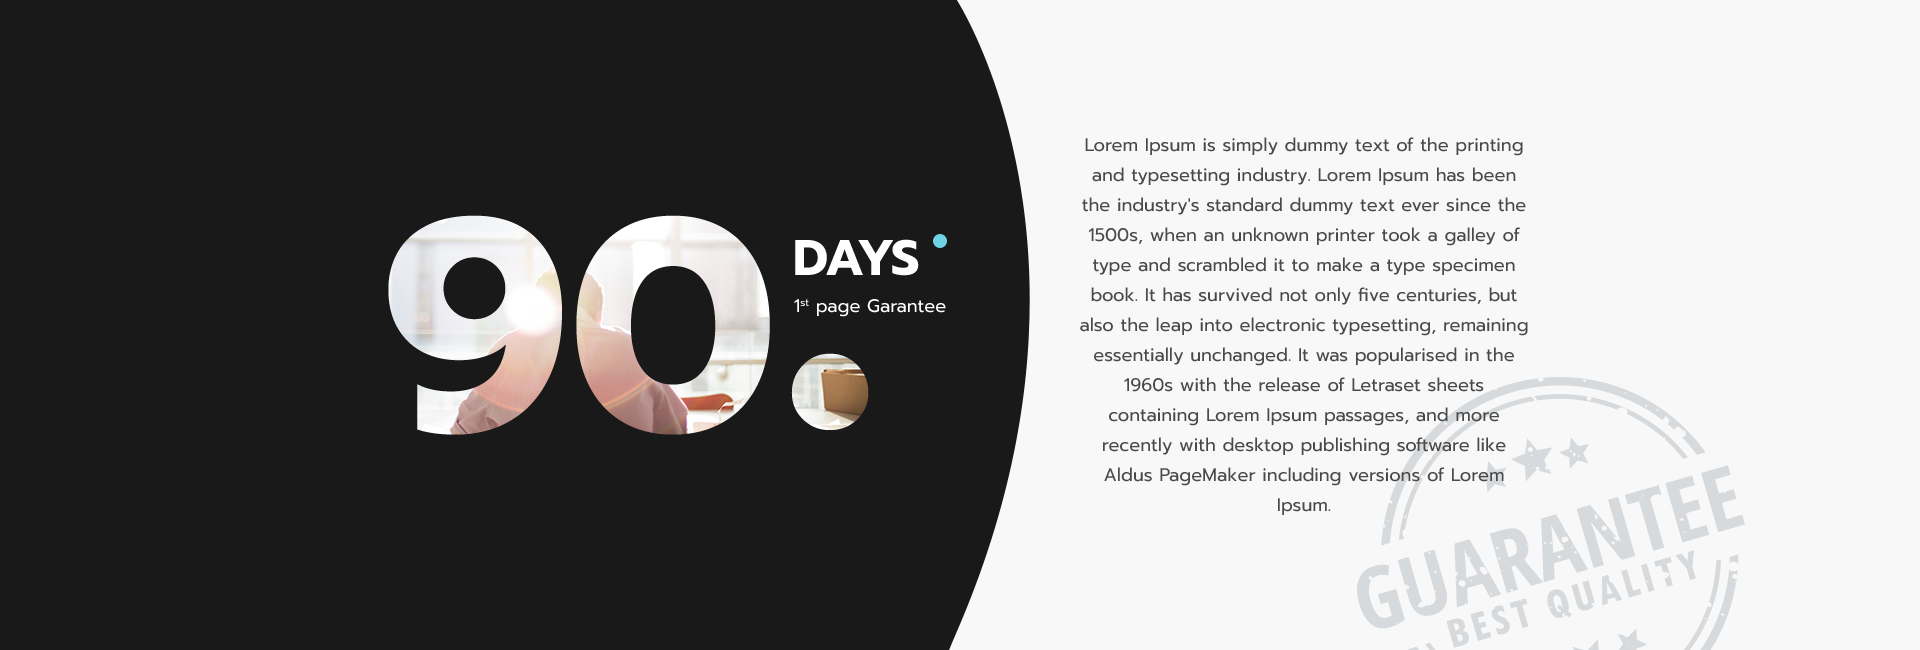 90.
DAYS
1st page Garantee
Lorem Ipsum is simply dummy text of the printing
and typesetting industry. Lorem Ipsum has been
the industry's standard dummy text ever since the
1500s, when an unknown printer took a galley of
type and scrambled it to make a type specimen
book. It has survived not only five centuries, but
also the leap into electronic typesetting, remaining
essentially unchanged. It was popularised in the
1960s with the release of Letraset sheets
containing Lorem Ipsum passages, and more
recently with desktop publishing software like
Aldus PageMaker including versions of Lorem
Ipsum.
GUARANTEE
BEST QUALITY